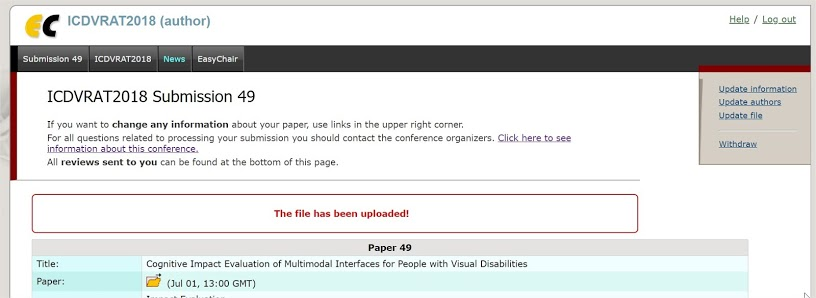 EC ICDVRAT2018 (author)
Help / Log out
Submission 49 ICDVRAT2018 News EasyChair
ICDVRAT2018 Submission 49
If you want to change any information about your paper, use links in the upper right corner.
For all questions related to processing your submission you should contact the conference organizers. Click here to see
information about this conference.
All reviews sent to you can be found at the bottom of this page.
Update information
Update authors
Update file
Withdraw
The file has been uploaded!
Paper 49
Title: Cognitive Impact Evaluation of Multimodal Interfaces for People with Visual Disabilities
Paper: (Jul 01, 13:00 GMT)
Impact Evaluation